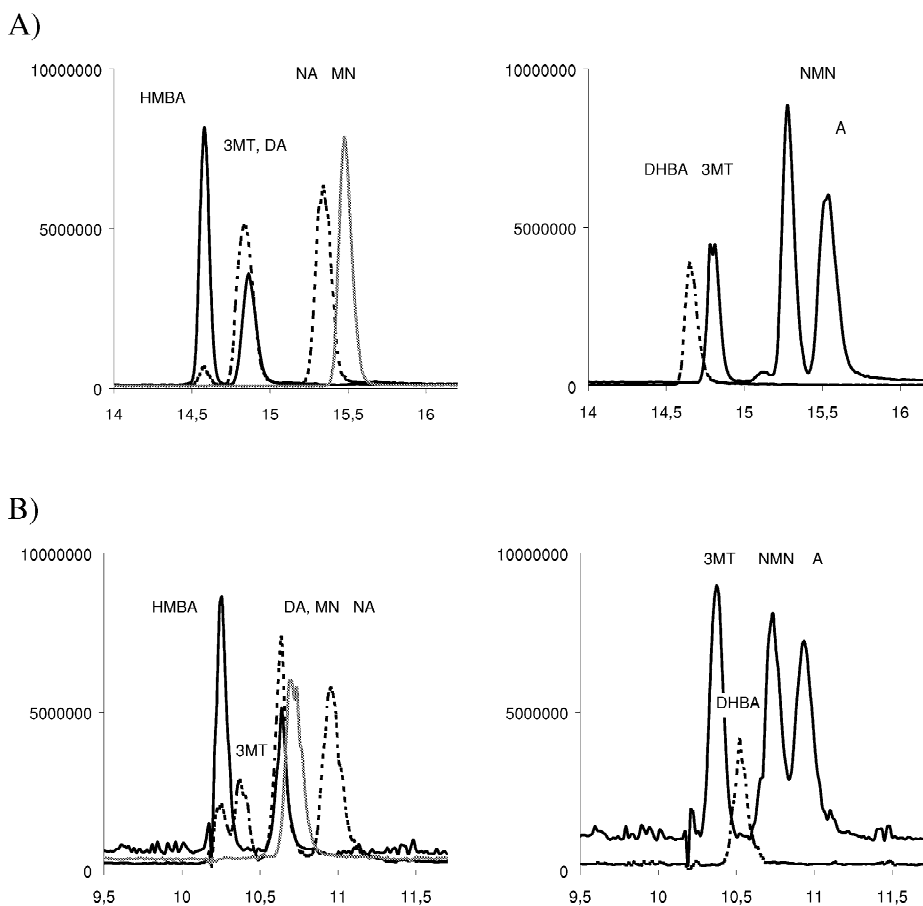 A)
10000000
5000000
0
HMBA
3MT, DA
NA MN
14 14,5 15 15,5 16
10000000
5000000
0
DHBA 3MT
NMN
A
14 14,5 15 15,5 16
B)
10000000
5000000
0
HMBA
3MT
DA, MN NA
9,5 10 10,5 11 11,5
10000000
5000000
0
3MT NMN A
DHBA
9,5 10 10,5 11 11,5